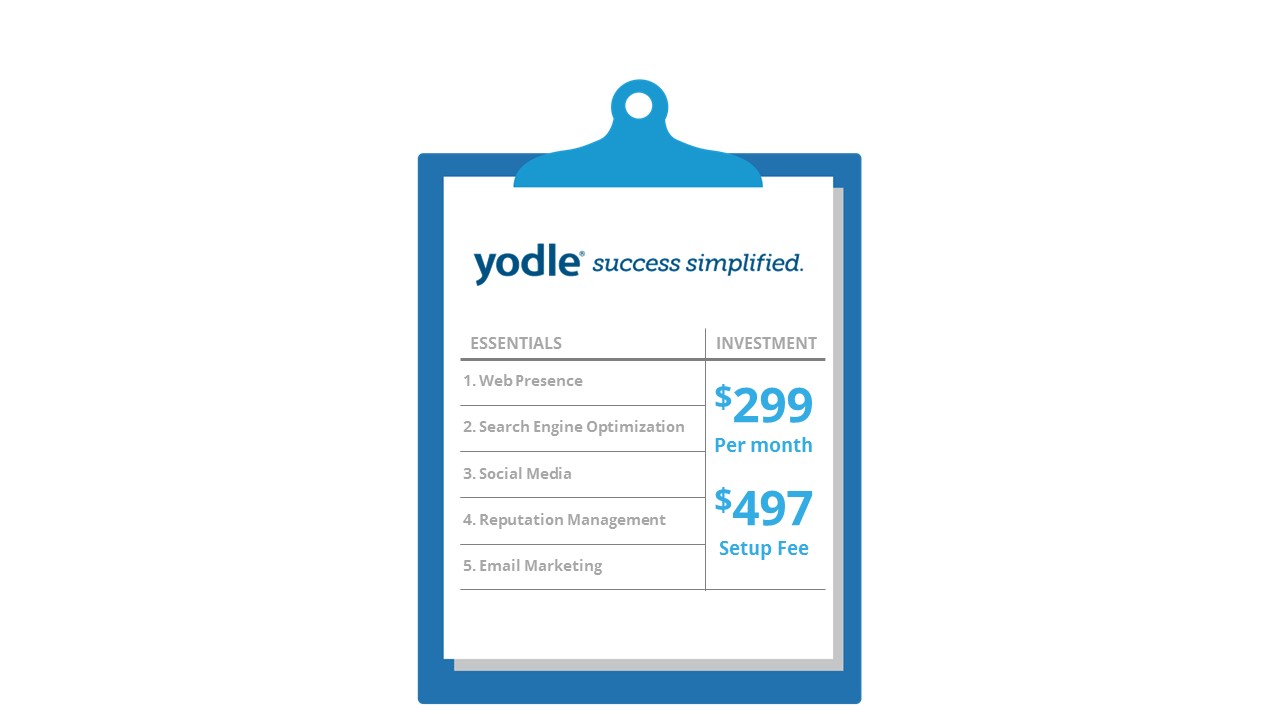 yodle® success simplified.
ESSENTIALS
INVESTMENT
1. Web Presence
2. Search Engine Optimization
3. Social Media
4. Reputation Management
5. Email Marketing
$299
Per month
$497
Setup Fee